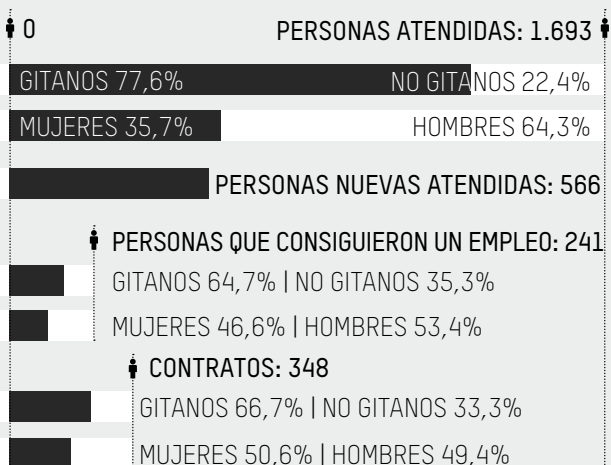 0 PERSONAS ATENDIDAS: 1.693
GITANOS 77,6% NO GITANOS 22,4%
MUJERES 35,7% HOMBRES 64,3%
PERSONAS NUEVAS ATENDIDAS: 566
PERSONAS QUE CONSIGUIERON UN EMPLEO: 241
GITANOS 64,7% | NO GITANOS 35,3%
MUJERES 46,6% | HOMBRES 53,4%
CONTRATOS: 348
GITANOS 66,7% | NO GITANOS 33,3%
MUJERES 50,6% | HOMBRES 49,4%